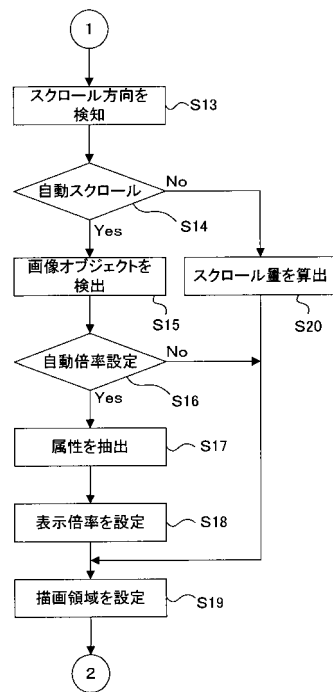 1
スクロール方向を
検知
S13
自動スクロール
No
S14
Yes
画像オブジェクトを
検出
S15
スクロール量を算出
S20
自動倍率設定
No
S16
Yes
属性を抽出
S17
表示倍率を設定
S18
描画領域を設定
S19
2